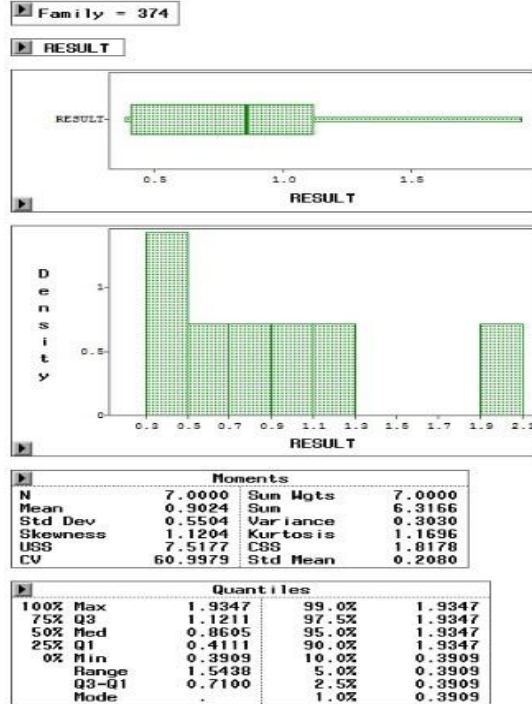 Family = 374
RESULT
RESULT
0.5 1.0 1.5
RESULT
Density
1
0.5
0
0.3 0.5 0.7 0.9 1.1 1.3 1.5 1.7 1.9 2.1
RESULT
Moments
N 7.0000 Sum Wgts 7.0000
Mean 0.9024 Sum 6.3166
Std Dev 0.5504 Variance 0.3030
Skewness 1.1204 Kurtosis 1.1696
USS 7.5177 CSS 1.8178
CV 60.9979 Std Mean 0.2080
Quantiles
100% Max 1.9347 99.0% 1.9347
75% Q3 1.1211 97.5% 1.9347
50% Med 0.8605 95.0% 1.9347
25% Q1 0.4111 90.0% 1.9347
0% Min 0.3909 10.0% 0.3909
Range 1.5438 5.0% 0.3909
Q3-Q1 0.7100 2.5% 0.3909
Mode . 1.0% 0.3909